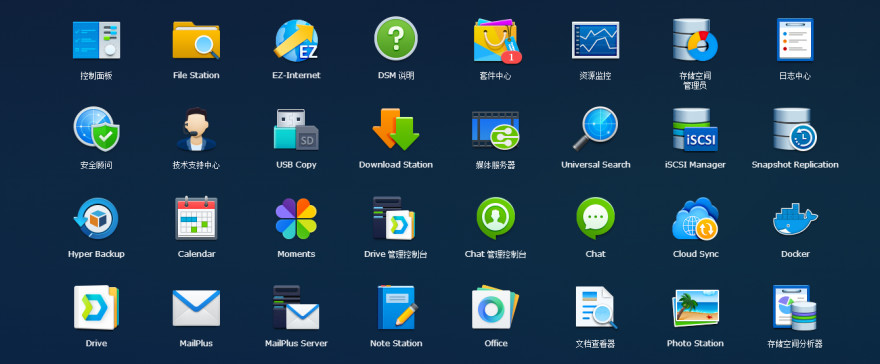 控制面板
File Station
EZ
EZ-Internet
DSM 说明
1
套件中心
资源监控
存储空间
管理员
日志中心
安全顾问
技术支持中心
SD
USB Copy
Download Station
媒体服务器
Universal Search
iSCSI
iSCSI Manager
Snapshot Replication
Hyper Backup
Calendar
Moments
Drive 管理控制台
Chat 管理控制台
Chat
Cloud Sync
Docker
Drive
MailPlus
MailPlus Server
Note Station
Office
文档查看器
Photo Station
存储空间分析器